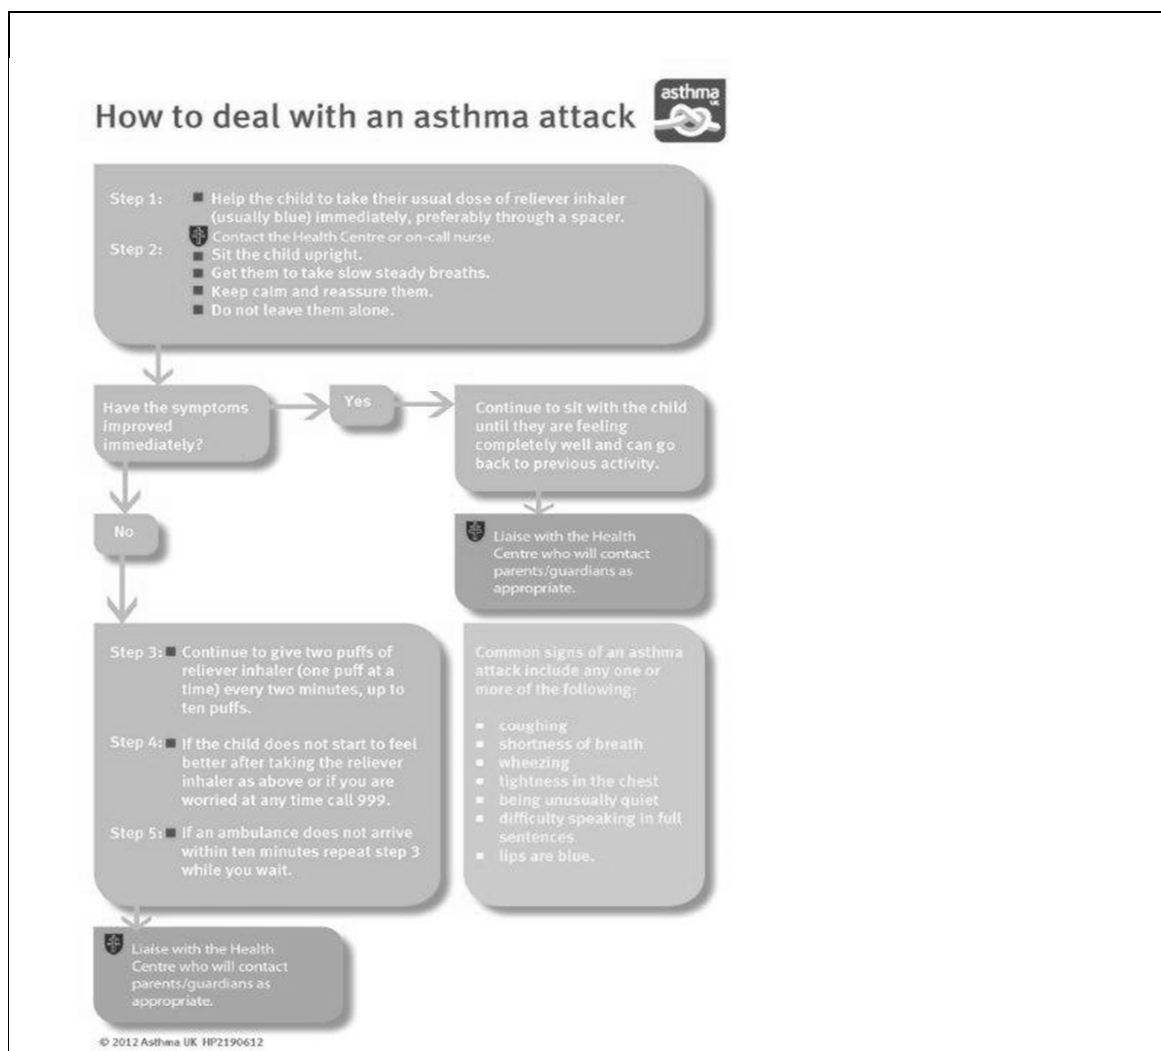 How to deal with an asthma attack
asthma
UK
Step 1: Help the child to take their usual dose of reliever inhaler
(usually blue) immediately, preferably through a spacer.
Contact the Health Centre or on-call nurse.
Step 2: Sit the child upright.
Get them to take slow steady breaths.
Keep calm and reassure them.
Do not leave them alone.
Have the symptoms
improved
immediately?
Yes
Continue to sit with the child
until they are feeling
completely well and can go
back to previous activity.
No
Liaise with the Health
Centre who will contact
parents/guardians as
appropriate.
Step 3: Continue to give two puffs of
reliever inhaler (one puff at a
time) every two minutes, up to
ten puffs.
Step 4: If the child does not start to feel
better after taking the reliever
inhaler as above or if you are
worried at any time call 999.
Step 5: If an ambulance does not arrive
within ten minutes repeat step 3
while you wait.
Common signs of an asthma
attack include any one or
more of the following:
coughing
shortness of breath
wheezing
tightness in the chest
being unusually quiet
difficulty speaking in full
sentences
lips are blue.
Liaise with the Health
Centre who will contact
parents/guardians as
appropriate.
© 2012 Asthma UK HP2190612